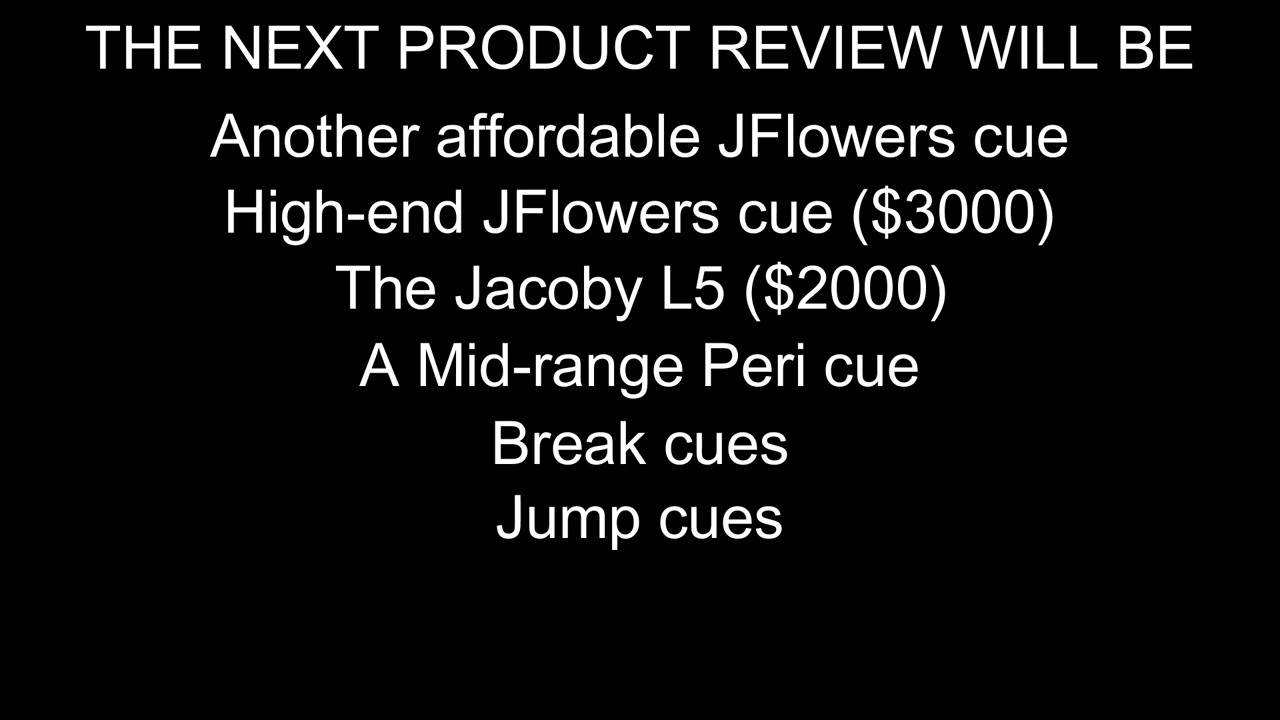 THE NEXT PRODUCT REVIEW WILL BE
Another affordable JFlowers cue
High-end JFlowers cue ($3000)
The Jacoby L5 ($2000)
A Mid-range Peri cue
Break cues
Jump cues